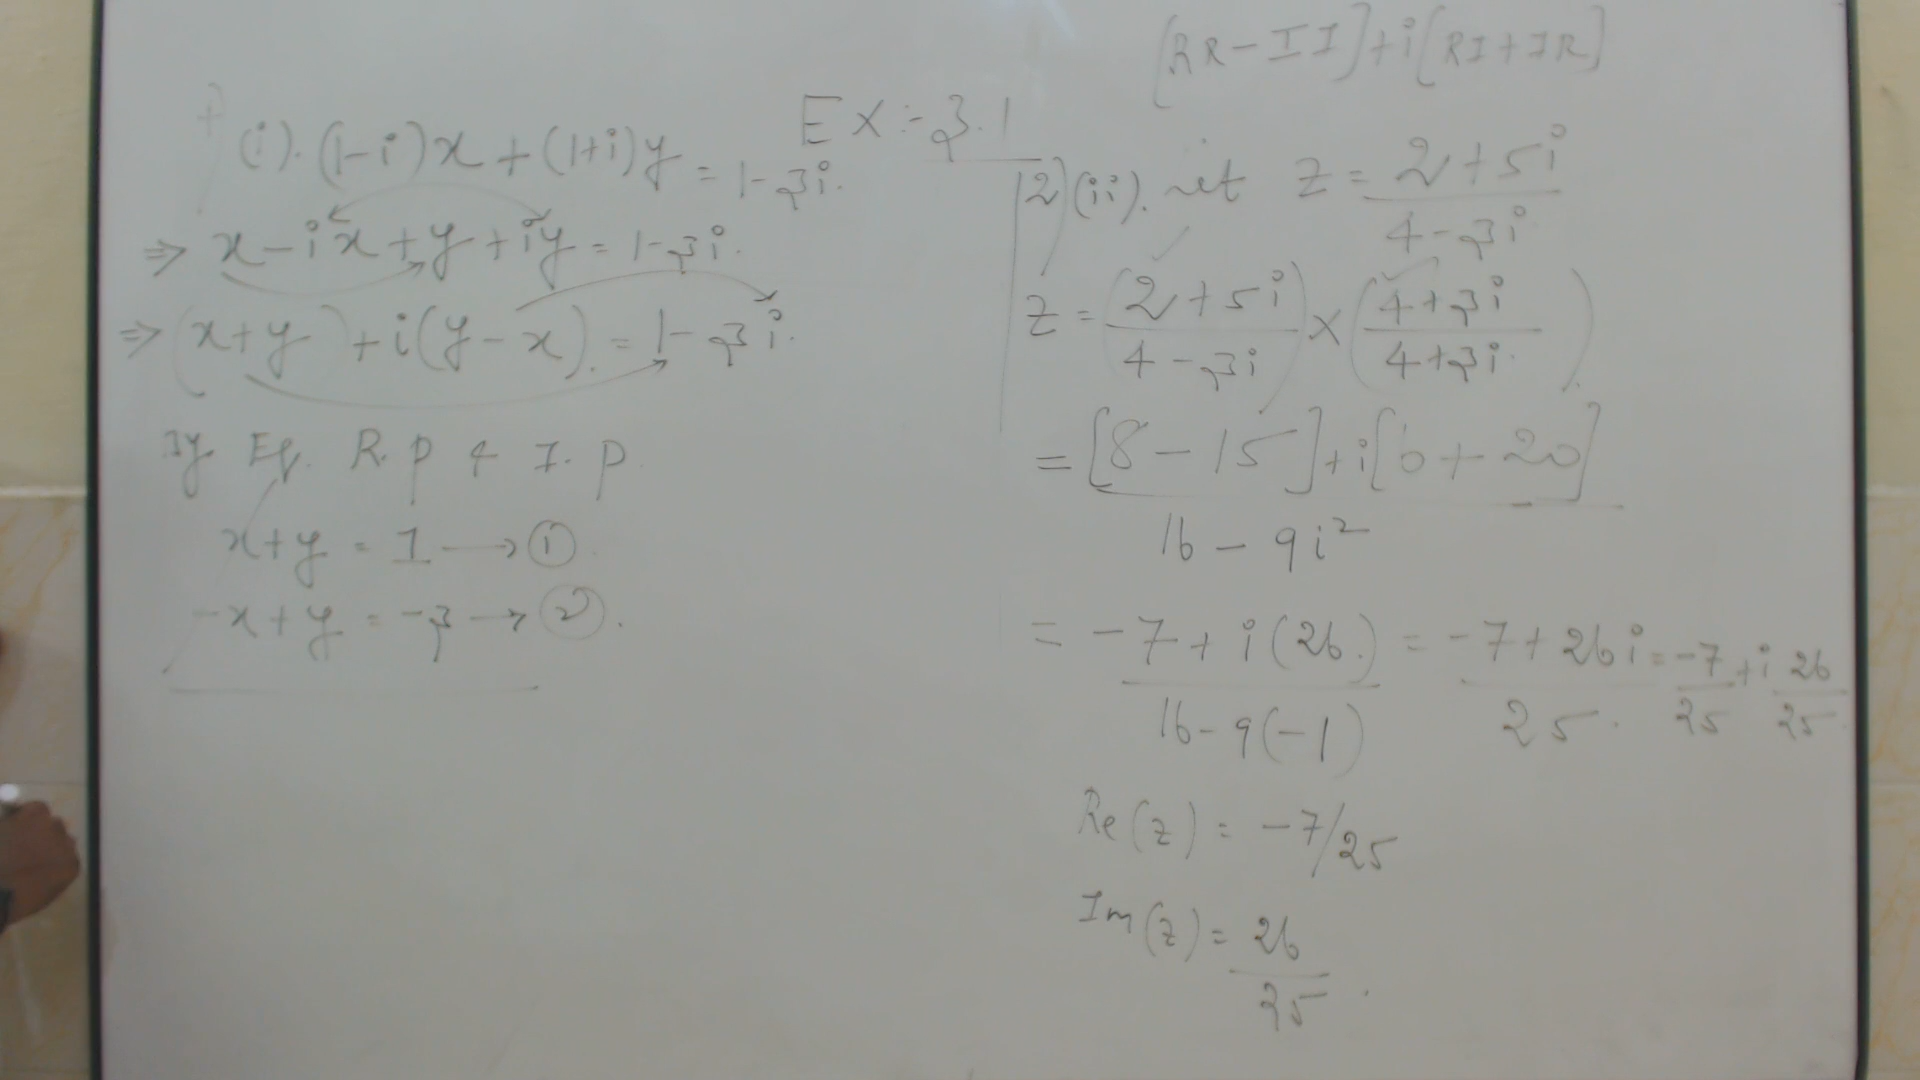 [RR-II]+i[RI+IR]
Ex:-3.1
(i). (1-i)x+(1+i)y = 1-3i.
⇒ x-ix+y+iy = 1-3i.
⇒ (x+y)+i(y-x). = 1-3i.
Eq. R.p & I.p.
x+y = 1 → ①
-x+y = -3 → ②.
2)(ii). let z = 2+5i / 4-3i
z = (2+5i / 4-3i) × (4+3i / 4+3i).
= [8-15]+i[6+20] / 16-9i²
= -7+i(26.) / 16-9(-1) = -7+26i / 25. = -7/25 + i 26/25
Re(z) = -7/25
Im(z) = 26/25.